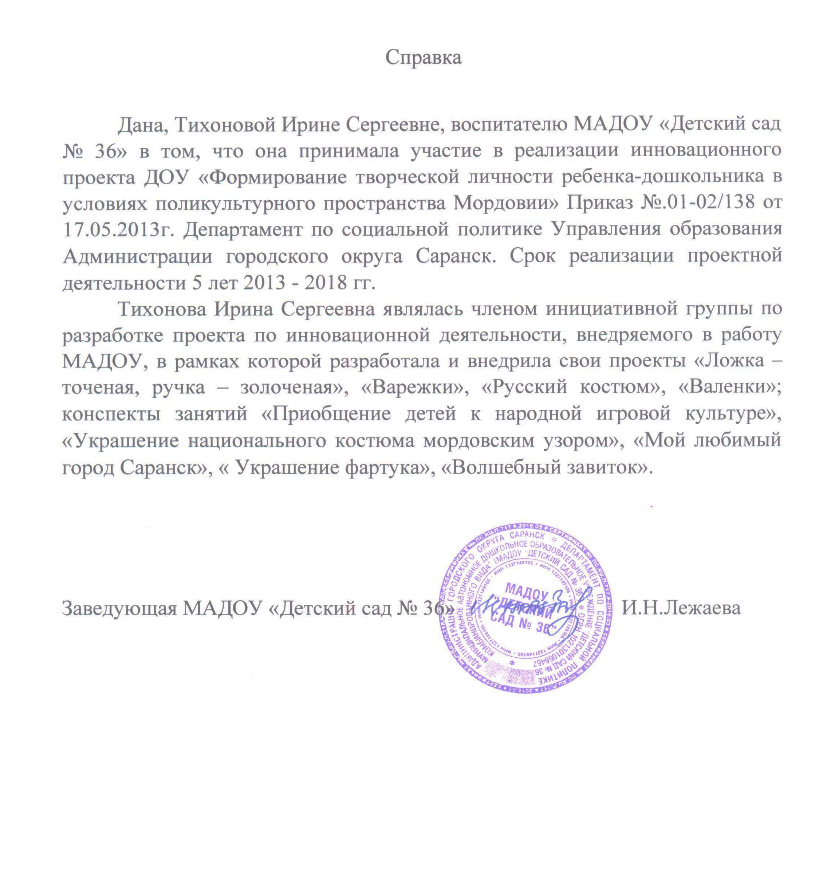 Справка
Дана, Тихоновой Ирине Сергеевне, воспитателю МАДОУ «Детский сад
№ 36» в том, что она принимала участие в реализации инновационного
проекта ДОУ «Формирование творческой личности ребенка-дошкольника в
условиях поликультурного пространства Мордовии» Приказ №.01-02/138 от
17.05.2013г. Департамент по социальной политике Управления образования
Администрации городского округа Саранск. Срок реализации проектной
деятельности 5 лет 2013 - 2018 гг.
Тихонова Ирина Сергеевна являлась членом инициативной группы по
разработке проекта по инновационной деятельности, внедряемого в работу
МАДОУ, в рамках которой разработала и внедрила свои проекты «Ложка –
точеная, ручка – золоченая», «Варежки», «Русский костюм», «Валенки»;
конспекты занятий «Приобщение детей к народной игровой культуре»,
«Украшение национального костюма мордовским узором», «Мой любимый
город Саранск», « Украшение фартука», «Волшебный завиток».
Заведующая МАДОУ «Детский сад № 36» И.Н.Лежаева
МАДОУ
"ДЕТСКИЙ
САД № 36"